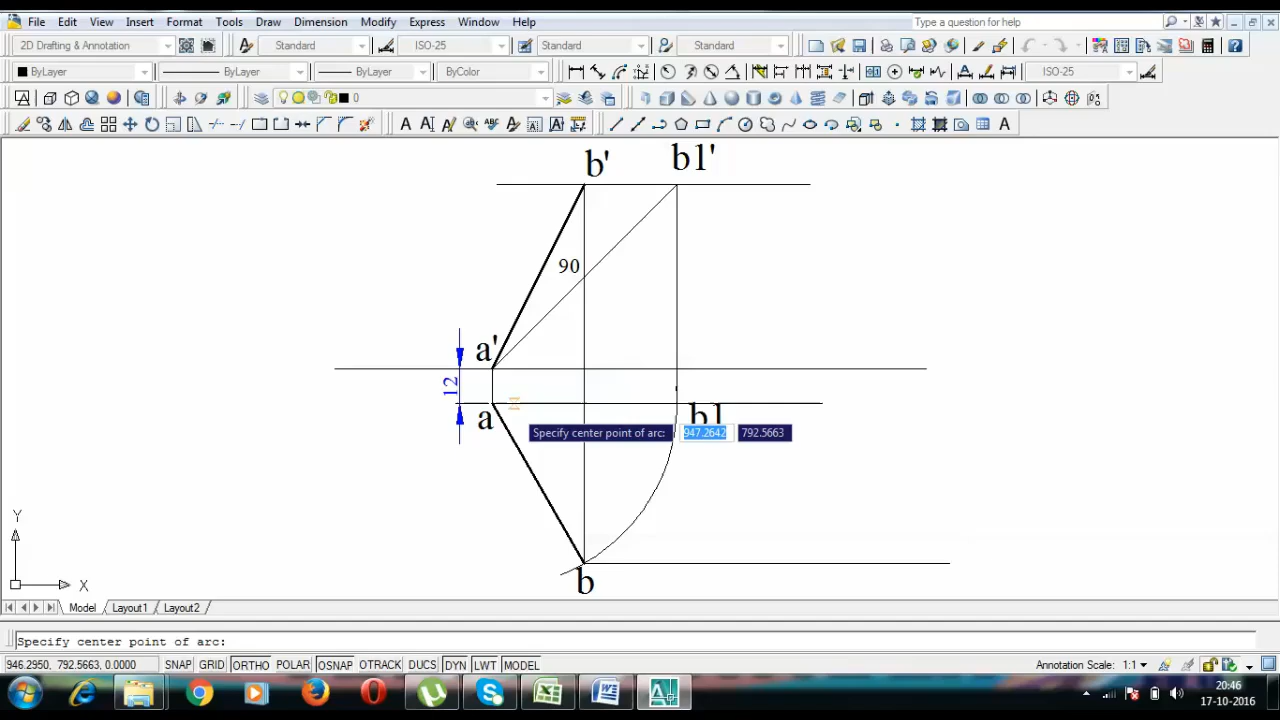 File Edit View Insert Format Tools Draw Dimension Modify Express Window Help Type a question for help
2D Drafting & Annotation Standard ISO-25 Standard Standard
ByLayer ByLayer ByLayer ByColor ISO-25
0
b' b1'
90
a'
12
a b1
Specify center point of arc: 947.2642 792.5663
b
Y
X
Model Layout1 Layout2
Specify center point of arc:
946.2950, 792.5663, 0.0000 SNAP GRID ORTHO POLAR OSNAP OTRACK DUCS DYN LWT MODEL Annotation Scale: 1:1
20:46
17-10-2016